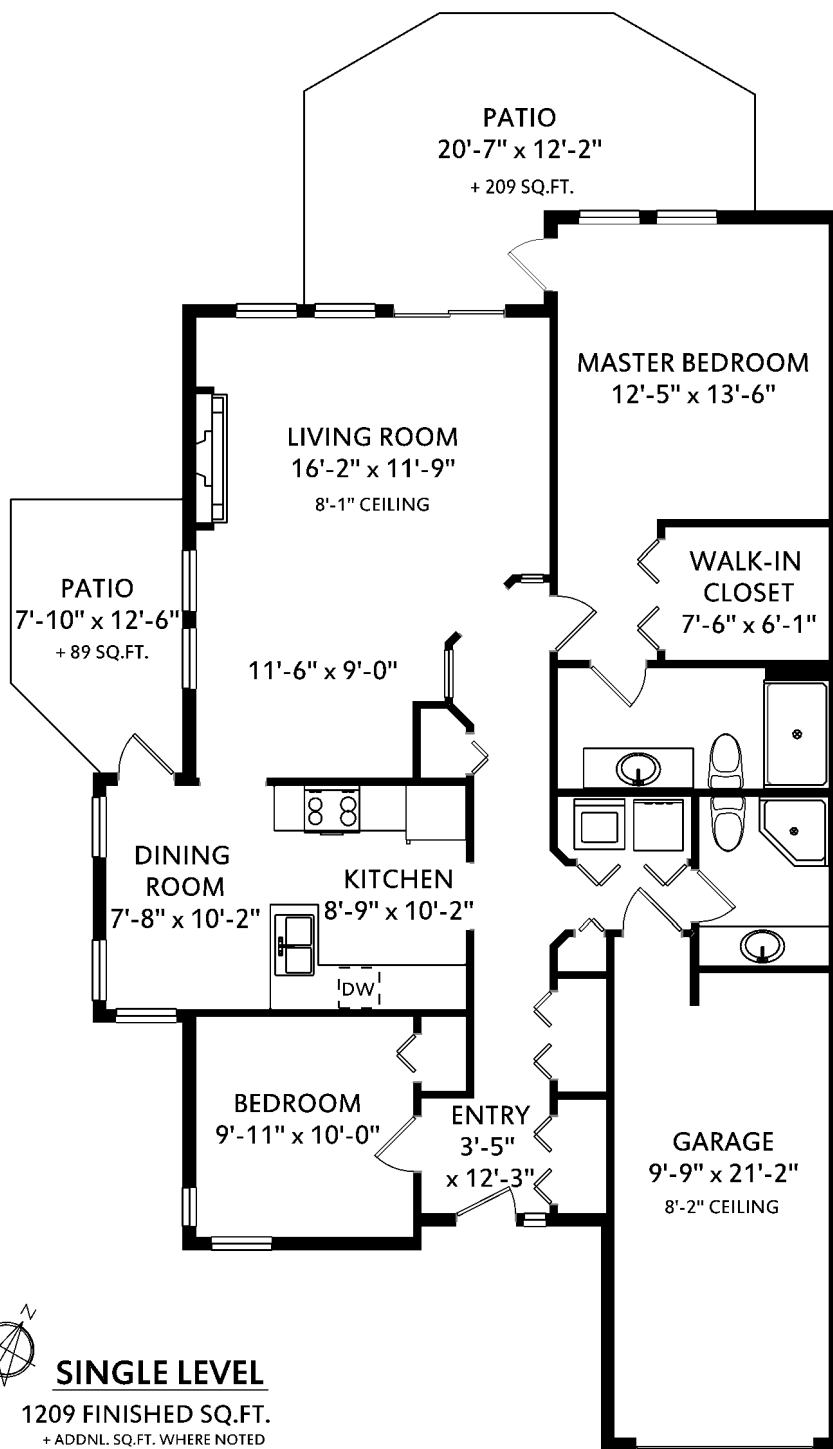 PATIO
20'-7" x 12'-2"
+ 209 SQ.FT.
MASTER BEDROOM
12'-5" x 13'-6"
LIVING ROOM
16'-2" x 11'-9"
8'-1" CEILING
WALK-IN
CLOSET
7'-6" x 6'-1"
PATIO
7'-10" x 12'-6"
+ 89 SQ.FT.
11'-6" x 9'-0"
DINING
ROOM
7'-8" x 10'-2"
KITCHEN
8'-9" x 10'-2"
DW
BEDROOM
9'-11" x 10'-0"
ENTRY
3'-5"
x 12'-3"
GARAGE
9'-9" x 21'-2"
8'-2" CEILING
N
SINGLE LEVEL
1209 FINISHED SQ.FT.
+ ADDNL. SQ.FT. WHERE NOTED